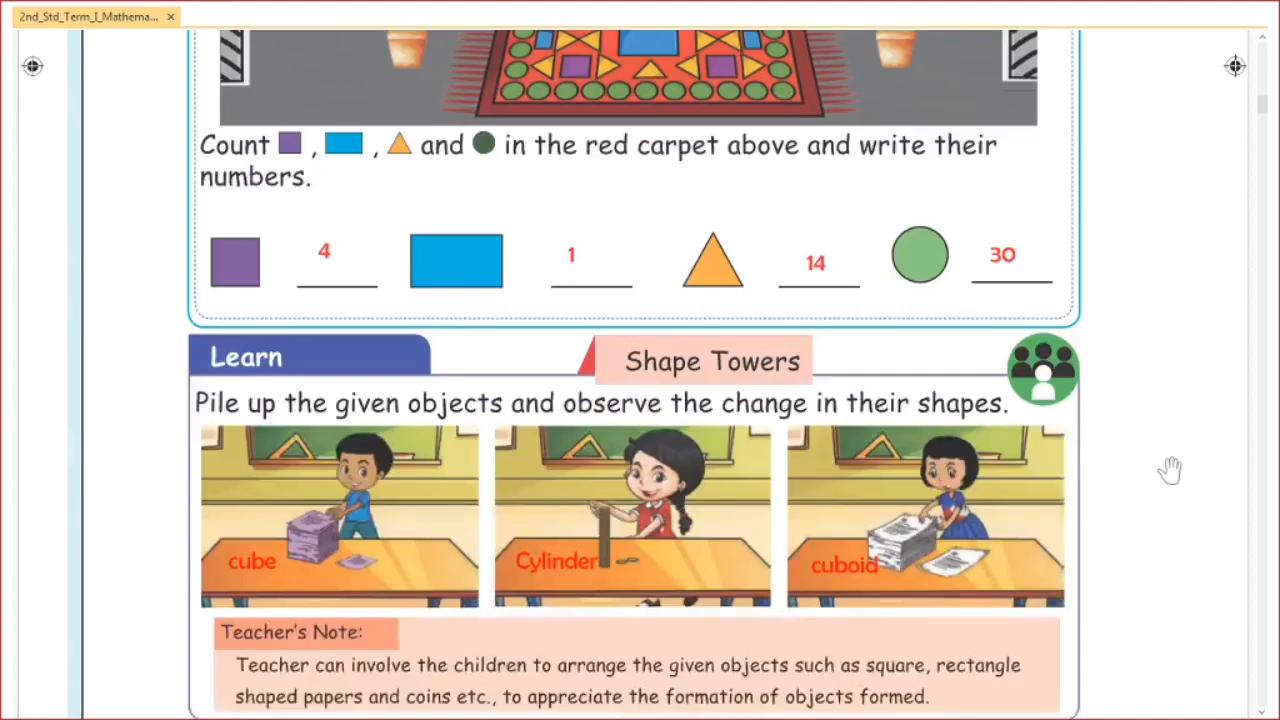 2nd_Std_Term_I_Mathema... ×
Count , , and in the red carpet above and write their
numbers.
4 1 14 30
Learn
Shape Towers
Pile up the given objects and observe the change in their shapes.
cube Cylinder cuboid
Teacher's Note:
Teacher can involve the children to arrange the given objects such as square, rectangle
shaped papers and coins etc., to appreciate the formation of objects formed.